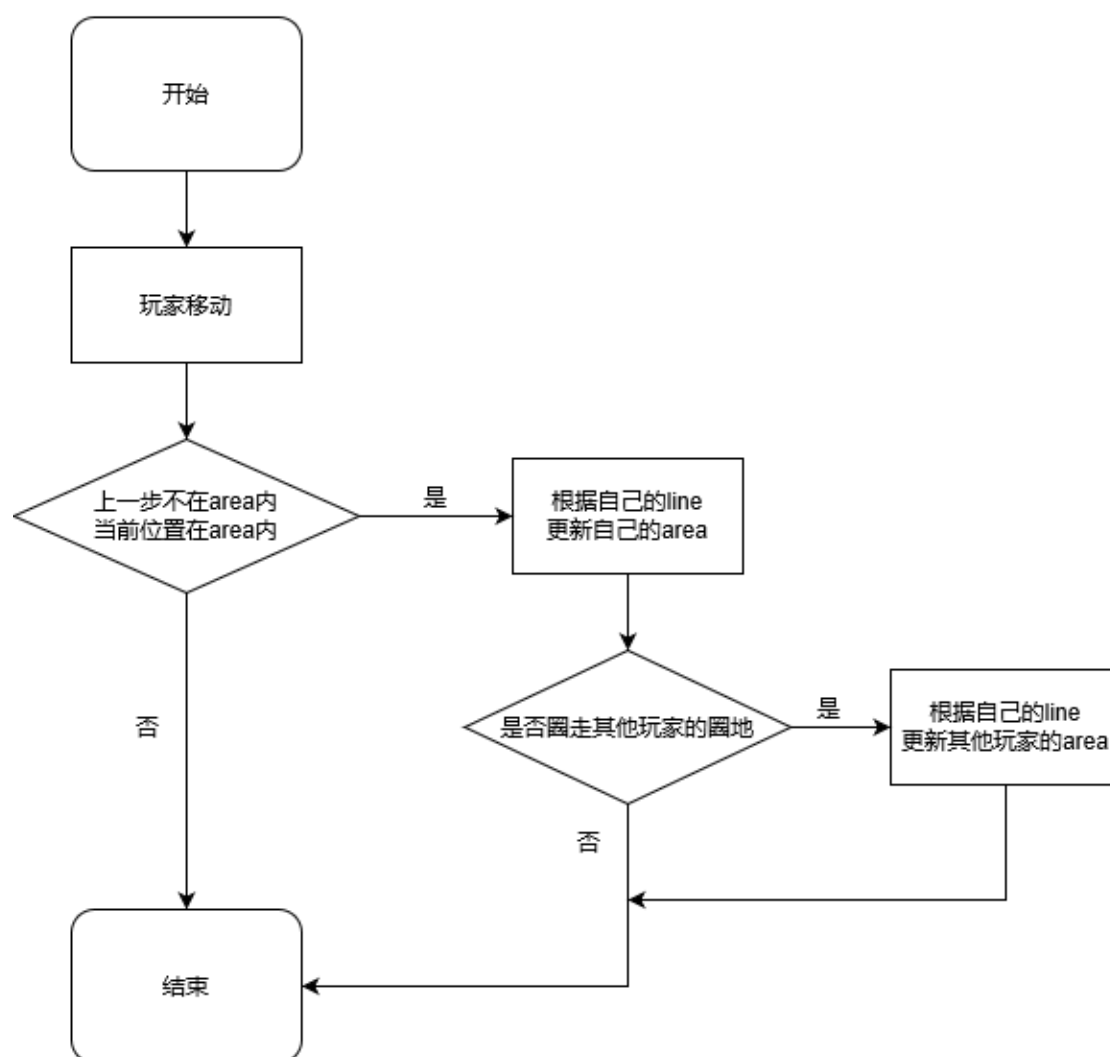 开始
玩家移动
上一步不在area内
当前位置在area内
是
根据自己的line
更新自己的area
否
是否圈走其他玩家的圈地
是
根据自己的line
更新其他玩家的area
否
结束